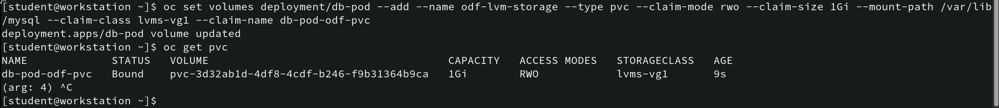 [student@workstation ~]$ oc set volumes deployment/db-pod --add --name odf-lvm-storage --type pvc --claim-mode rwo --claim-size 1Gi --mount-path /var/lib
/mysql --claim-class lvms-vg1 --claim-name db-pod-odf-pvc
deployment.apps/db-pod volume updated
[student@workstation ~]$ oc get pvc
NAME             STATUS   VOLUME                                     CAPACITY   ACCESS MODES   STORAGECLASS   AGE
db-pod-odf-pvc   Bound    pvc-3d32ab1d-4df8-4cdf-b246-f9b31364b9ca   1Gi        RWO            lvms-vg1       9s
(arg: 4) ^C
[student@workstation ~]$